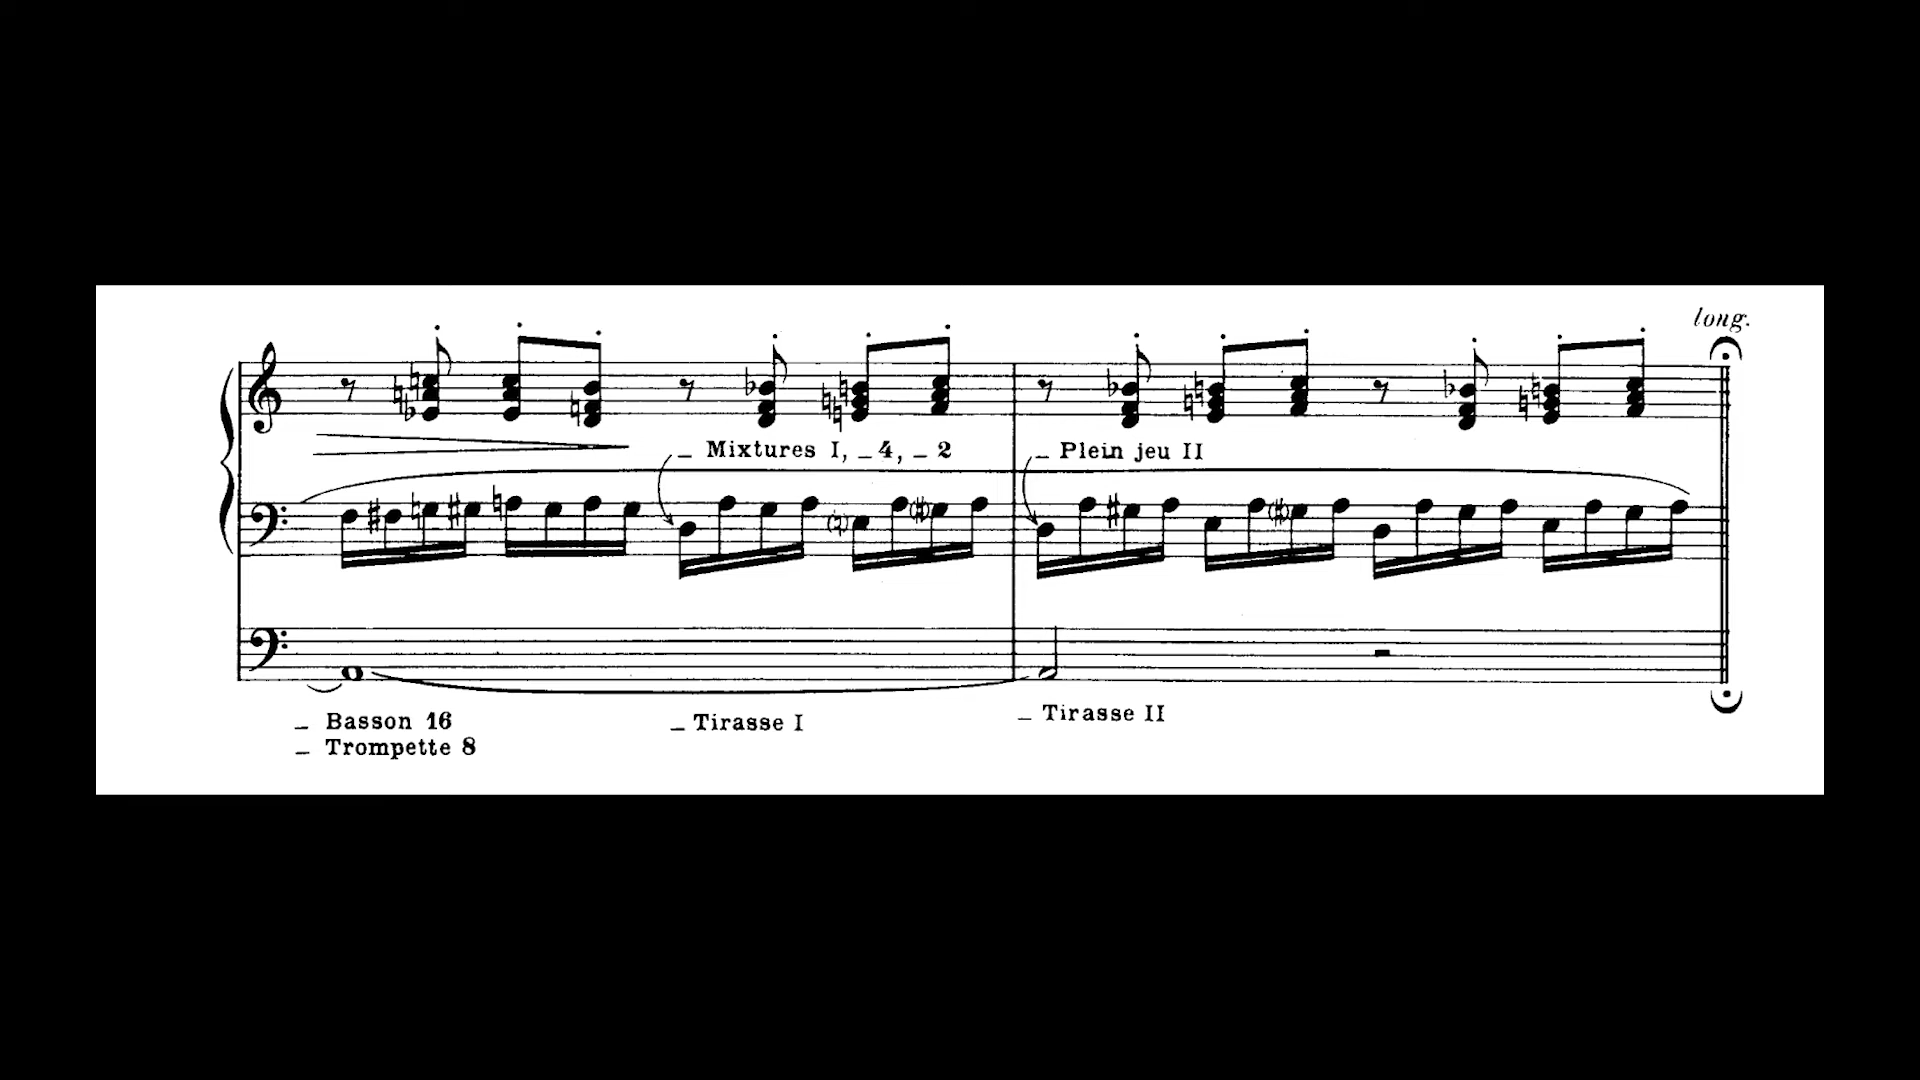 long.
_ Mixtures I, _ 4, _ 2
_ Plein jeu II
_ Basson 16
_ Trompette 8
_ Tirasse I
_ Tirasse II